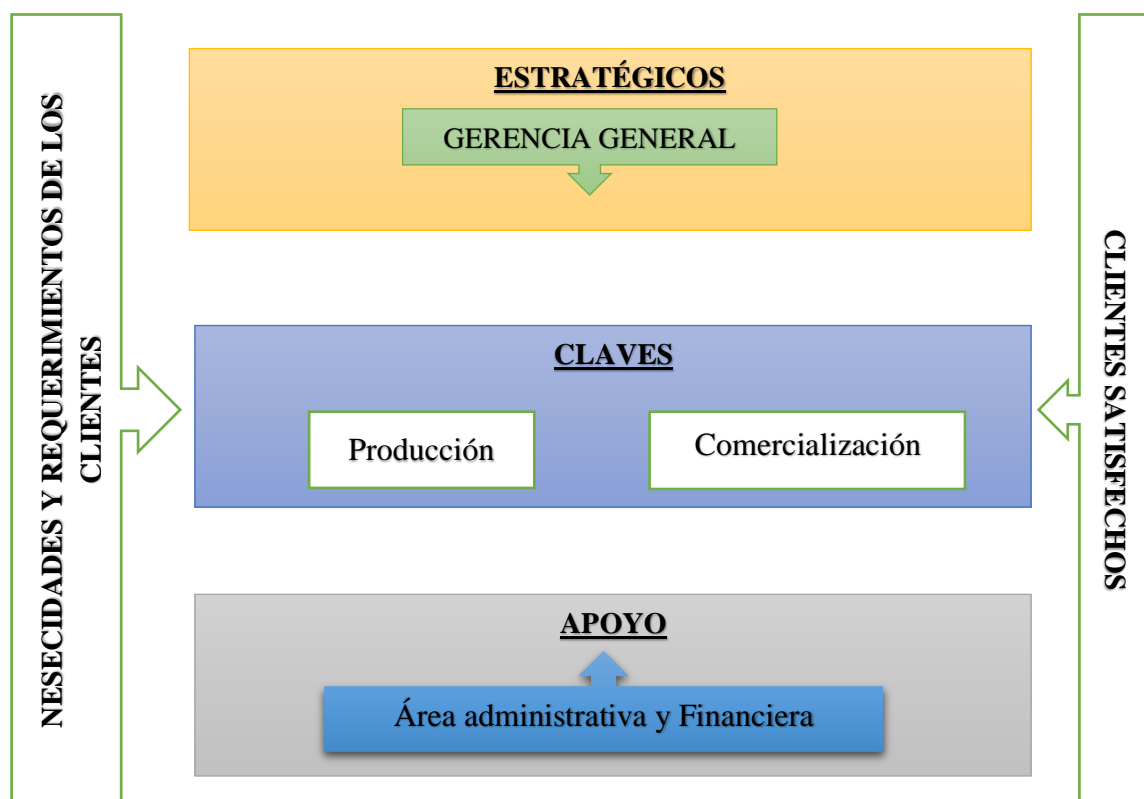 NESECIDADES Y REQUERIMIENTOS DE LOS
CLIENTES
ESTRATÉGICOS
GERENCIA GENERAL
CLAVES
Producción
Comercialización
APOYO
Área administrativa y Financiera
CLIENTES SATISFECHOS